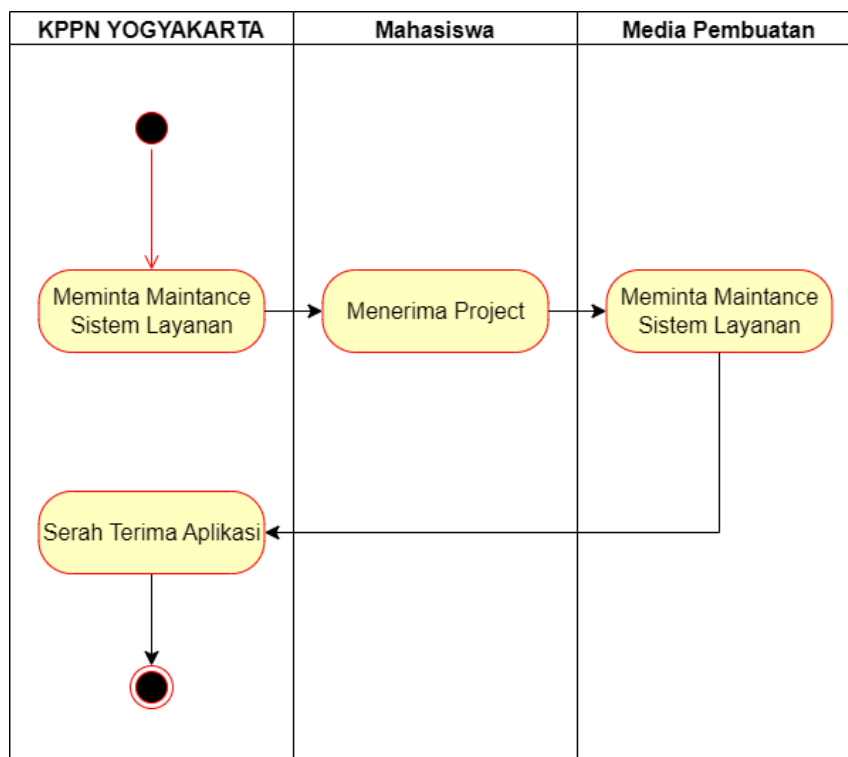 KPPN YOGYAKARTA
Mahasiswa
Media Pembuatan
Meminta Maintance
Sistem Layanan
Menerima Project
Meminta Maintance
Sistem Layanan
Serah Terima Aplikasi